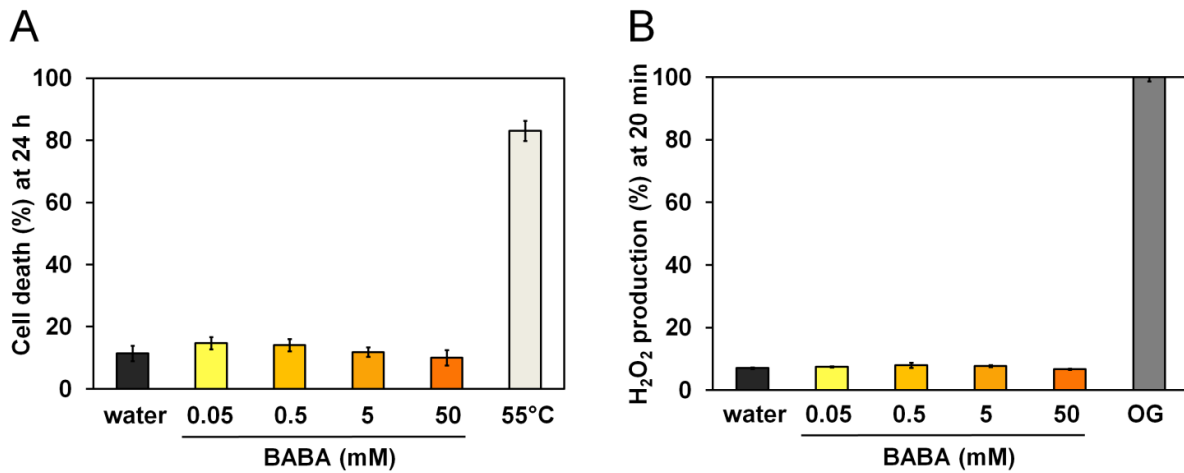 A
Cell death (%) at 24 h
100
80
60
40
20
0
water 0.05 0.5 5 50 55°C
BABA (mM)
B
H₂O₂ production (%) at 20 min
100
80
60
40
20
0
water 0.05 0.5 5 50 OG
BABA (mM)